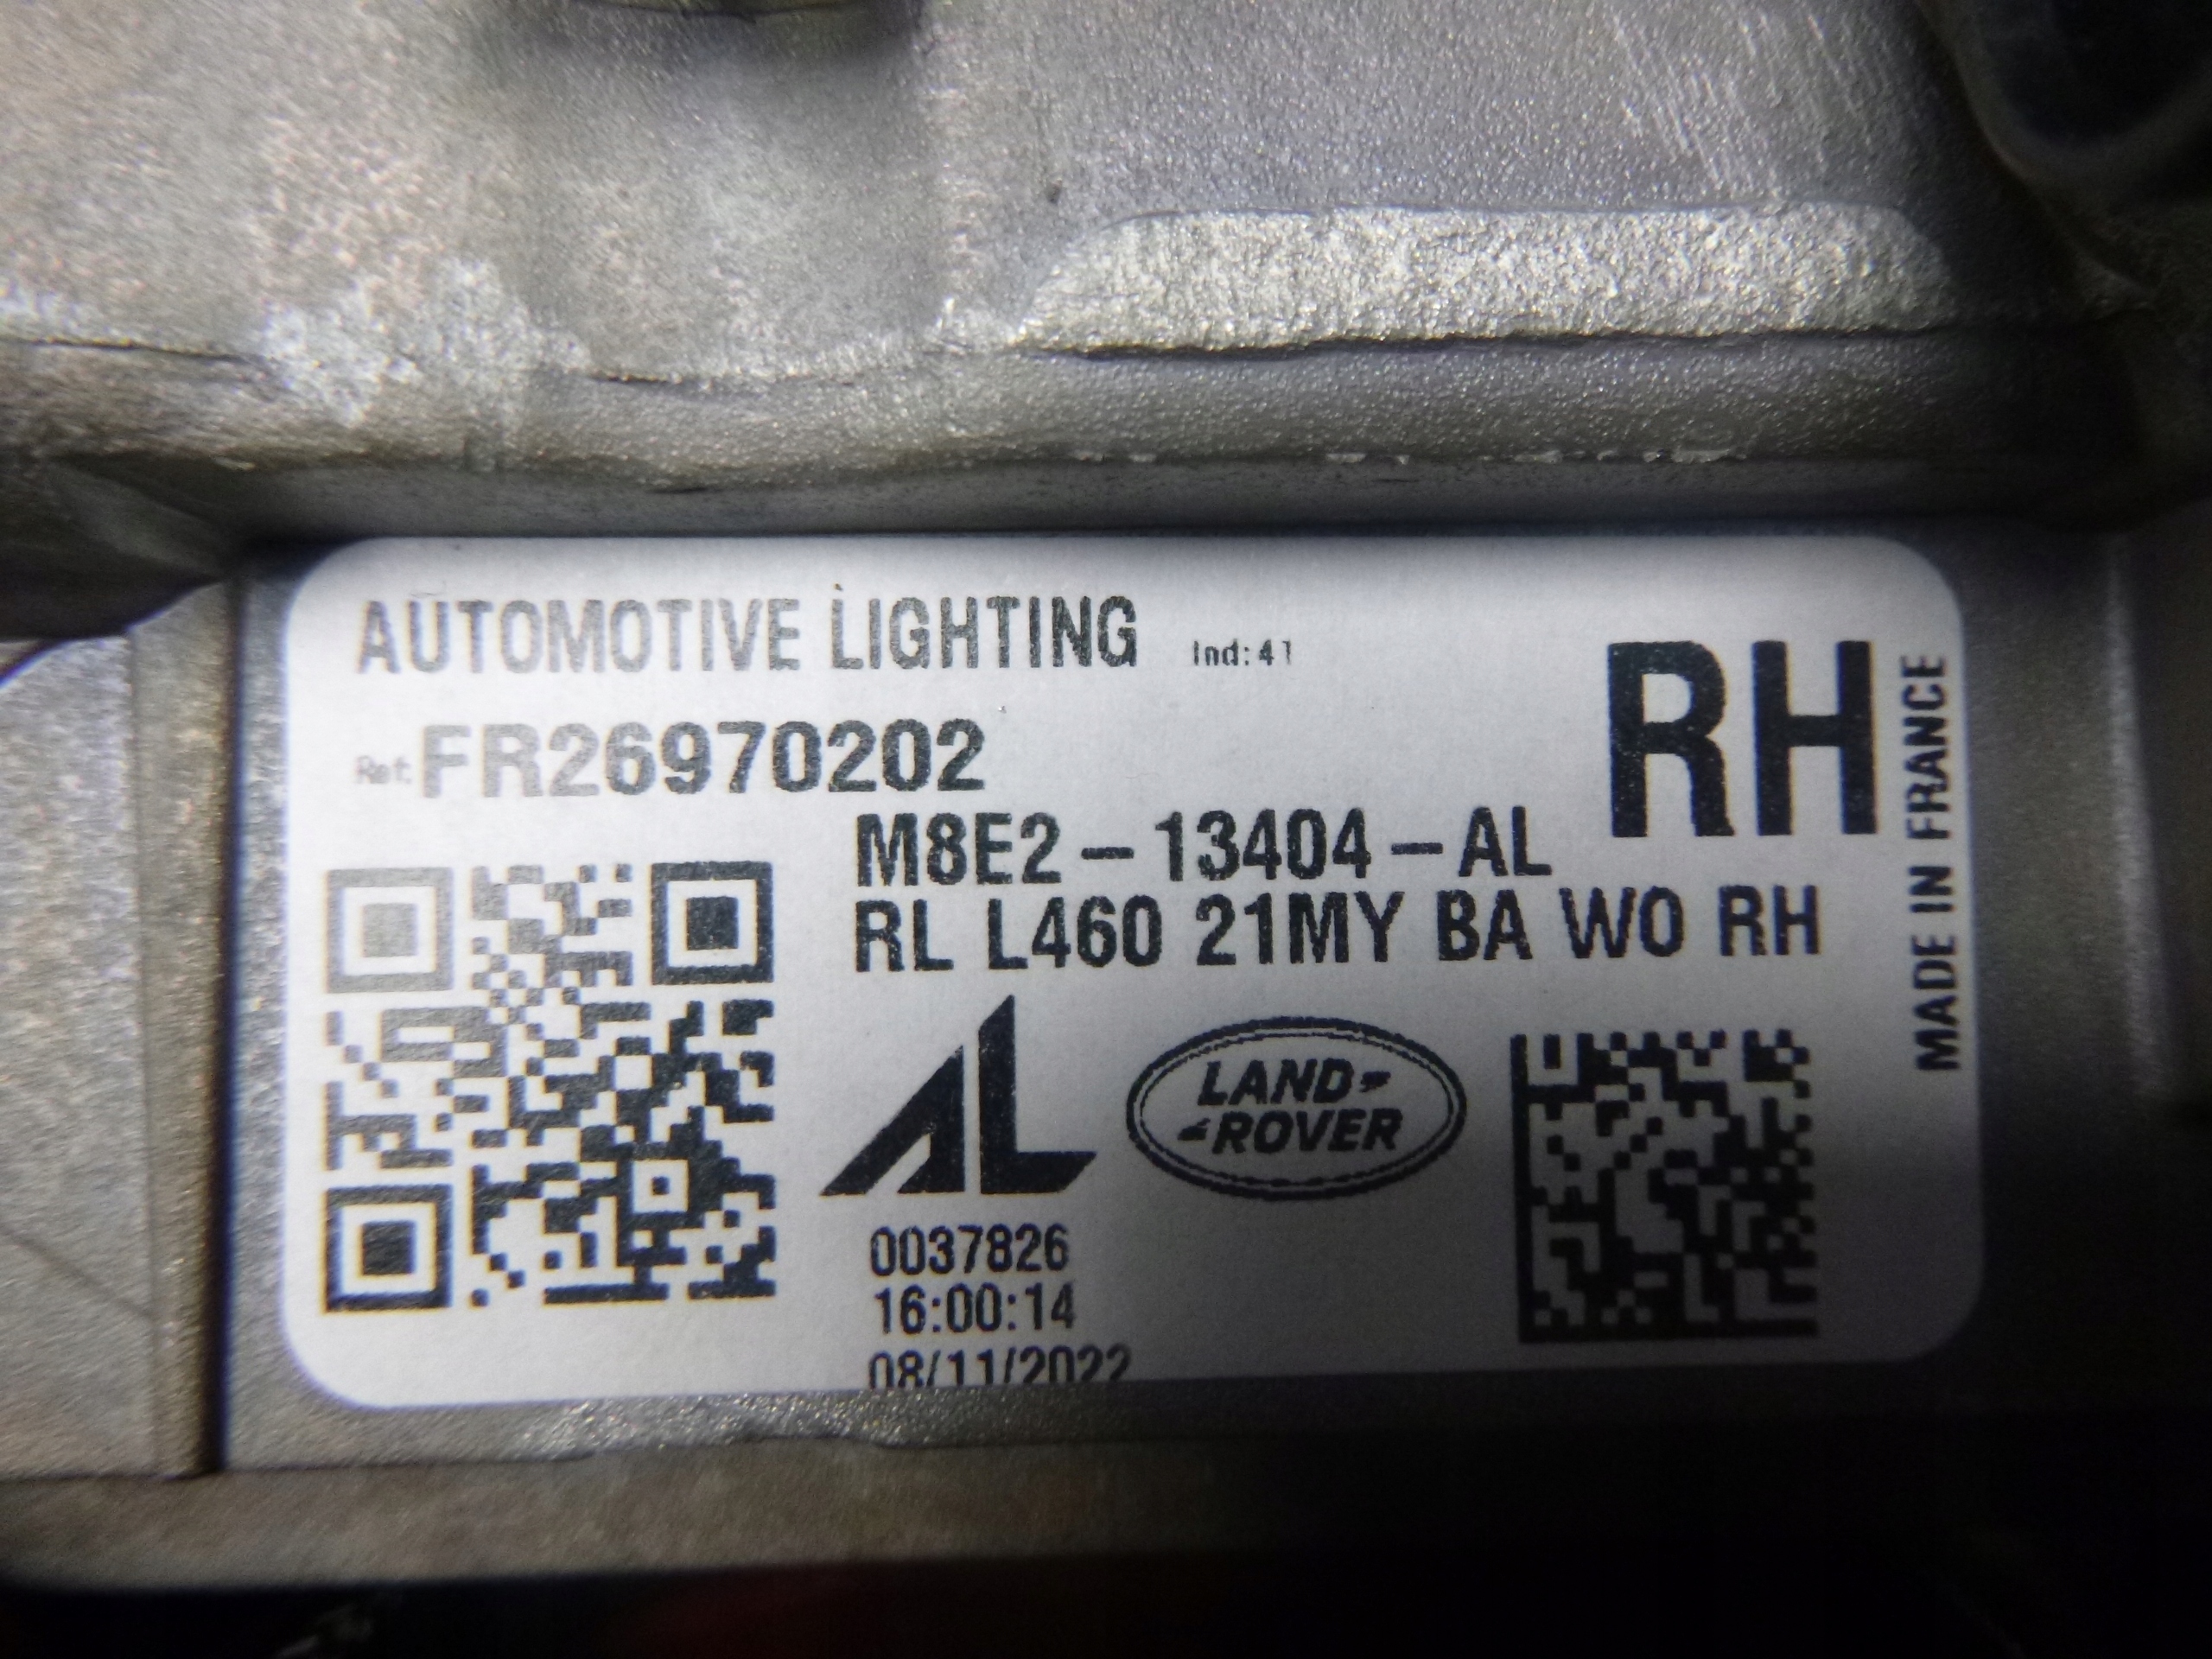 AUTOMOTIVE LIGHTING Ind:41
Ref: FR26970202
RH
MADE IN FRANCE
M8E2-13404-AL
RL L460 21MY BA WO RH
AL
LAND-
-ROVER
0037826
16:00:14
08/11/2022